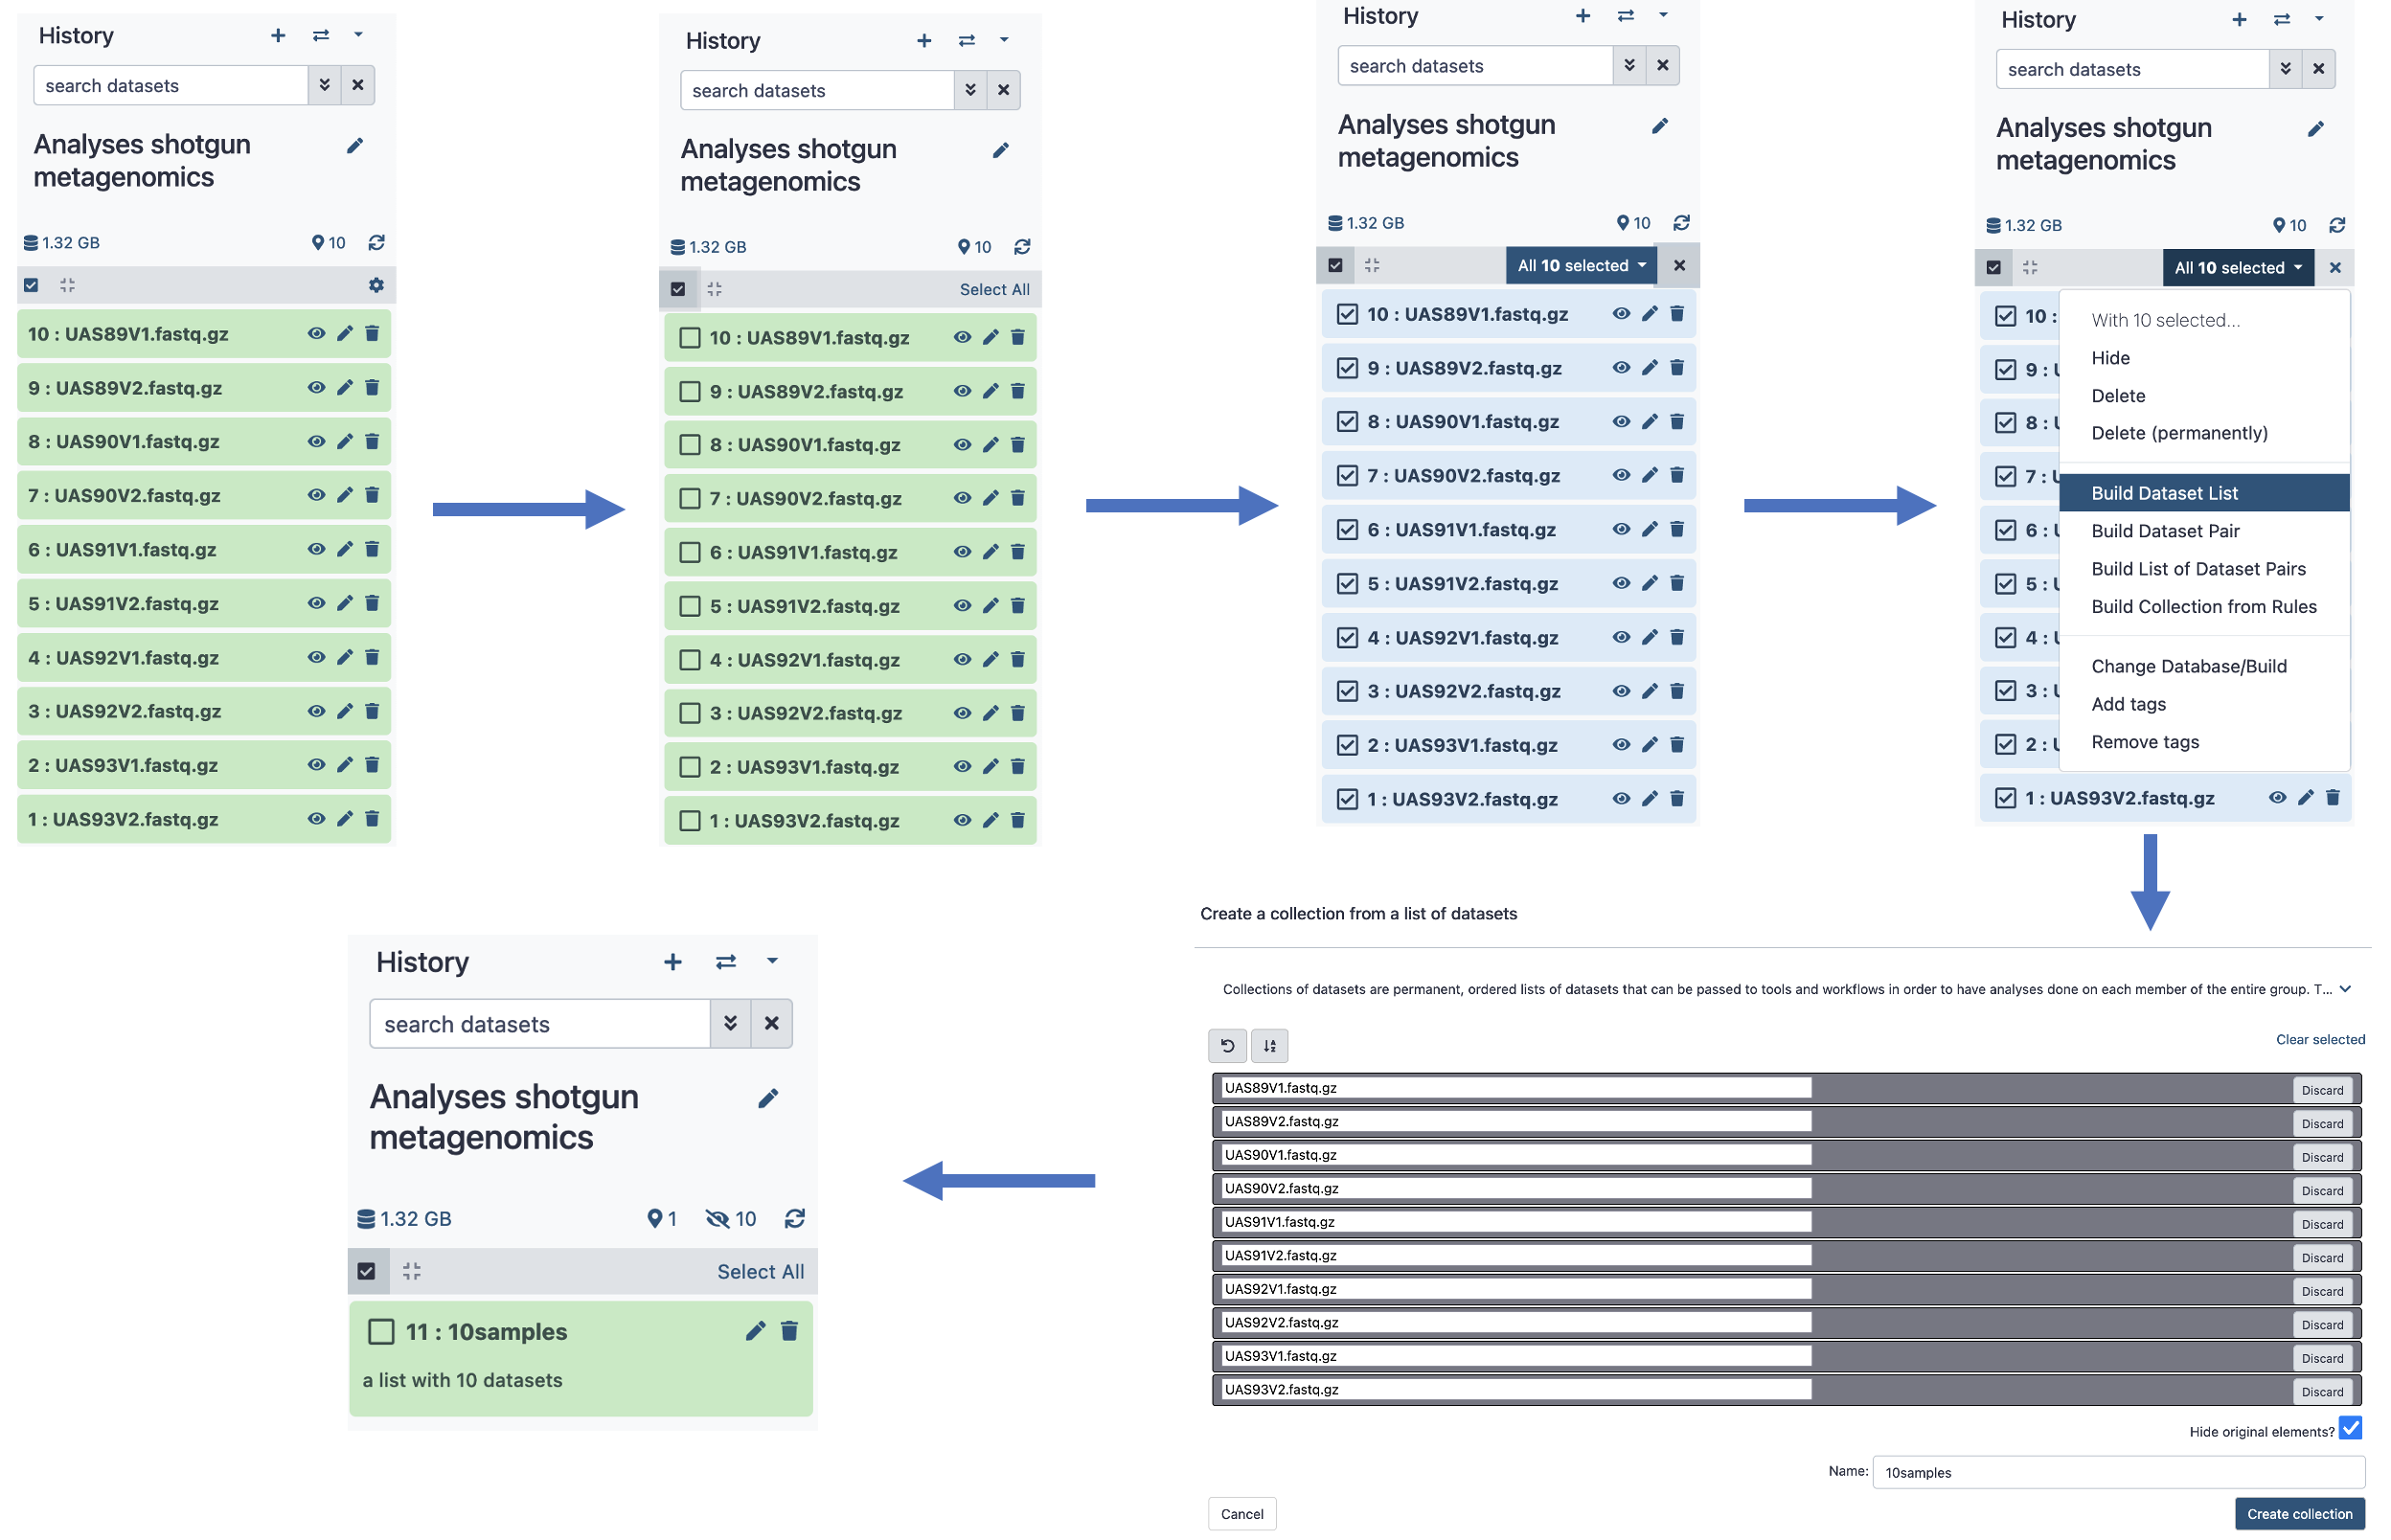 History
search datasets
Analyses shotgun
metagenomics
1.32 GB
10
10 : UAS89V1.fastq.gz
9 : UAS89V2.fastq.gz
8 : UAS90V1.fastq.gz
7 : UAS90V2.fastq.gz
6 : UAS91V1.fastq.gz
5 : UAS91V2.fastq.gz
4 : UAS92V1.fastq.gz
3 : UAS92V2.fastq.gz
2 : UAS93V1.fastq.gz
1 : UAS93V2.fastq.gz
History
search datasets
Analyses shotgun
metagenomics
1.32 GB
10
Select All
10 : UAS89V1.fastq.gz
9 : UAS89V2.fastq.gz
8 : UAS90V1.fastq.gz
7 : UAS90V2.fastq.gz
6 : UAS91V1.fastq.gz
5 : UAS91V2.fastq.gz
4 : UAS92V1.fastq.gz
3 : UAS92V2.fastq.gz
2 : UAS93V1.fastq.gz
1 : UAS93V2.fastq.gz
History
search datasets
Analyses shotgun
metagenomics
1.32 GB
10
All 10 selected
10 : UAS89V1.fastq.gz
9 : UAS89V2.fastq.gz
8 : UAS90V1.fastq.gz
7 : UAS90V2.fastq.gz
6 : UAS91V1.fastq.gz
5 : UAS91V2.fastq.gz
4 : UAS92V1.fastq.gz
3 : UAS92V2.fastq.gz
2 : UAS93V1.fastq.gz
1 : UAS93V2.fastq.gz
History
search datasets
Analyses shotgun
metagenomics
1.32 GB
10
All 10 selected
10 :
9 :
8 :
7 :
6 :
5 :
4 :
3 :
2 :
With 10 selected...
Hide
Delete
Delete (permanently)
Build Dataset List
Build Dataset Pair
Build List of Dataset Pairs
Build Collection from Rules
Change Database/Build
Add tags
Remove tags
1 : UAS93V2.fastq.gz
Create a collection from a list of datasets
Collections of datasets are permanent, ordered lists of datasets that can be passed to tools and workflows in order to have analyses done on each member of the entire group. T...
Clear selected
UAS89V1.fastq.gz Discard
UAS89V2.fastq.gz Discard
UAS90V1.fastq.gz Discard
UAS90V2.fastq.gz Discard
UAS91V1.fastq.gz Discard
UAS91V2.fastq.gz Discard
UAS92V1.fastq.gz Discard
UAS92V2.fastq.gz Discard
UAS93V1.fastq.gz Discard
UAS93V2.fastq.gz Discard
Hide original elements?
Name: 10samples
Cancel
Create collection
History
search datasets
Analyses shotgun
metagenomics
1.32 GB
1
10
Select All
11 : 10samples
a list with 10 datasets